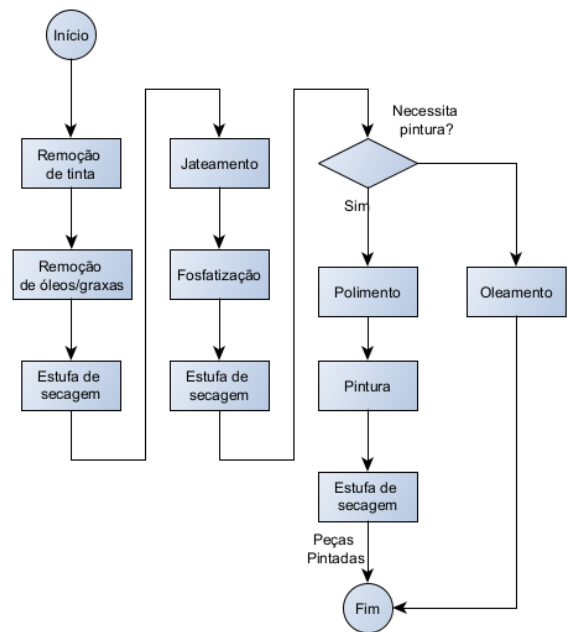 Início
Remoção
de tinta
Remoção
de óleos/graxas
Estufa de
secagem
Jateamento
Fosfatização
Estufa de
secagem
Necessita
pintura?
Sim
Polimento
Pintura
Estufa de
secagem
Peças
Pintadas
Oleamento
Fim